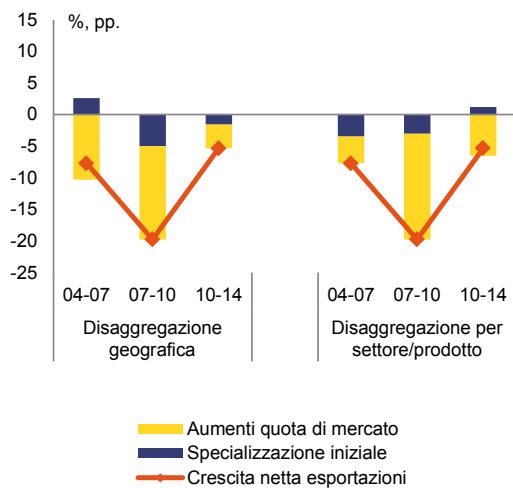 %, pp.
15
10
5
0
-5
-10
-15
-20
-25
04-07 07-10 10-14 04-07 07-10 10-14
Disaggregazione geografica
Disaggregazione per settore/prodotto
Aumenti quota di mercato
Specializzazione iniziale
Crescita netta esportazioni